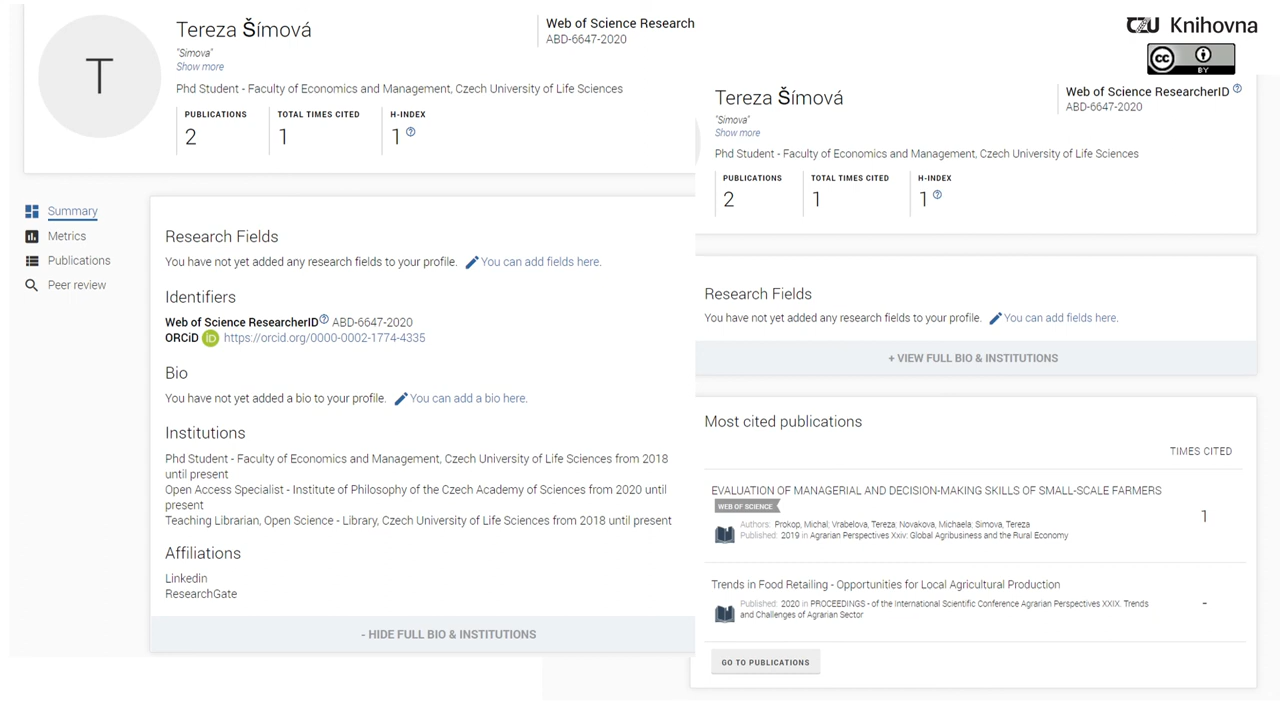 T
Tereza Šímová
"Simova"
Show more
Phd Student - Faculty of Economics and Management, Czech University of Life Sciences
PUBLICATIONS
2
TOTAL TIMES CITED
1
H-INDEX
1
Web of Science Research
ABD-6647-2020
Summary
Metrics
Publications
Peer review
Research Fields
You have not yet added any research fields to your profile. You can add fields here.
Identifiers
Web of Science ResearcherID ? ABD-6647-2020
ORCiD iD https://orcid.org/0000-0002-1774-4335
Bio
You have not yet added a bio to your profile. You can add a bio here.
Institutions
Phd Student - Faculty of Economics and Management, Czech University of Life Sciences from 2018
until present
Open Access Specialist - Institute of Philosophy of the Czech Academy of Sciences from 2020 until
present
Teaching Librarian, Open Science - Library, Czech University of Life Sciences from 2018 until present
Affiliations
Linkedin
ResearchGate
- HIDE FULL BIO & INSTITUTIONS
CZU Knihovna
CC BY
Tereza Šímová
"Simova"
Show more
Phd Student - Faculty of Economics and Management, Czech University of Life Sciences
PUBLICATIONS
2
TOTAL TIMES CITED
1
H-INDEX
1 ?
Web of Science ResearcherID ?
ABD-6647-2020
Research Fields
You have not yet added any research fields to your profile. You can add fields here.
+ VIEW FULL BIO & INSTITUTIONS
Most cited publications
TIMES CITED
EVALUATION OF MANAGERIAL AND DECISION-MAKING SKILLS OF SMALL-SCALE FARMERS
WEB OF SCIENCE
Authors: Prokop, Michal; Vrabelova, Tereza; Novakova, Michaela; Simova, Tereza
Published: 2019 in Agrarian Perspectives Xxiv: Global Agribusiness and the Rural Economy
1
Trends in Food Retailing - Opportunities for Local Agricultural Production
Published: 2020 in PROCEEDINGS - of the International Scientific Conference Agrarian Perspectives XXIX. Trends
and Challenges of Agrarian Sector
-
GO TO PUBLICATIONS